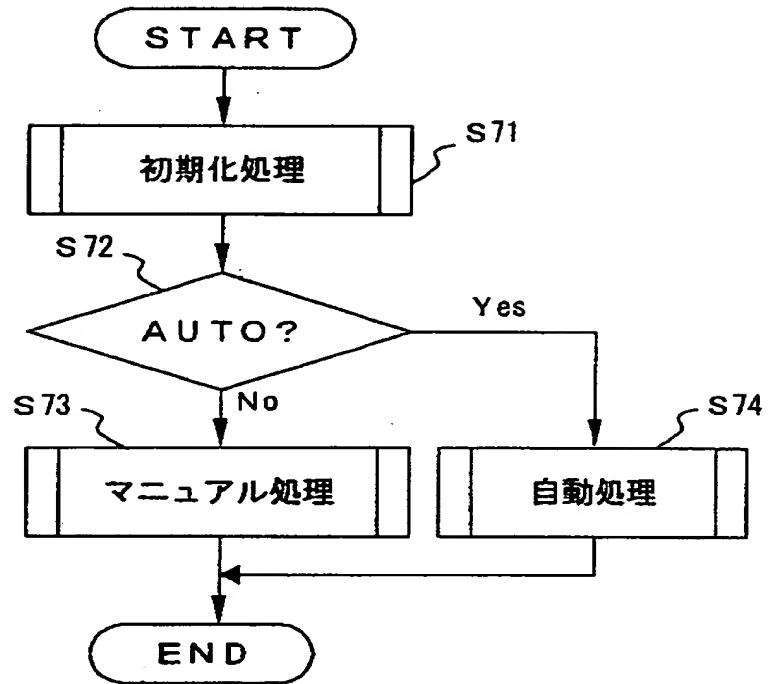 START
S71
初期化処理
S72
AUTO?
Yes
No
S73
マニュアル処理
S74
自動処理
END